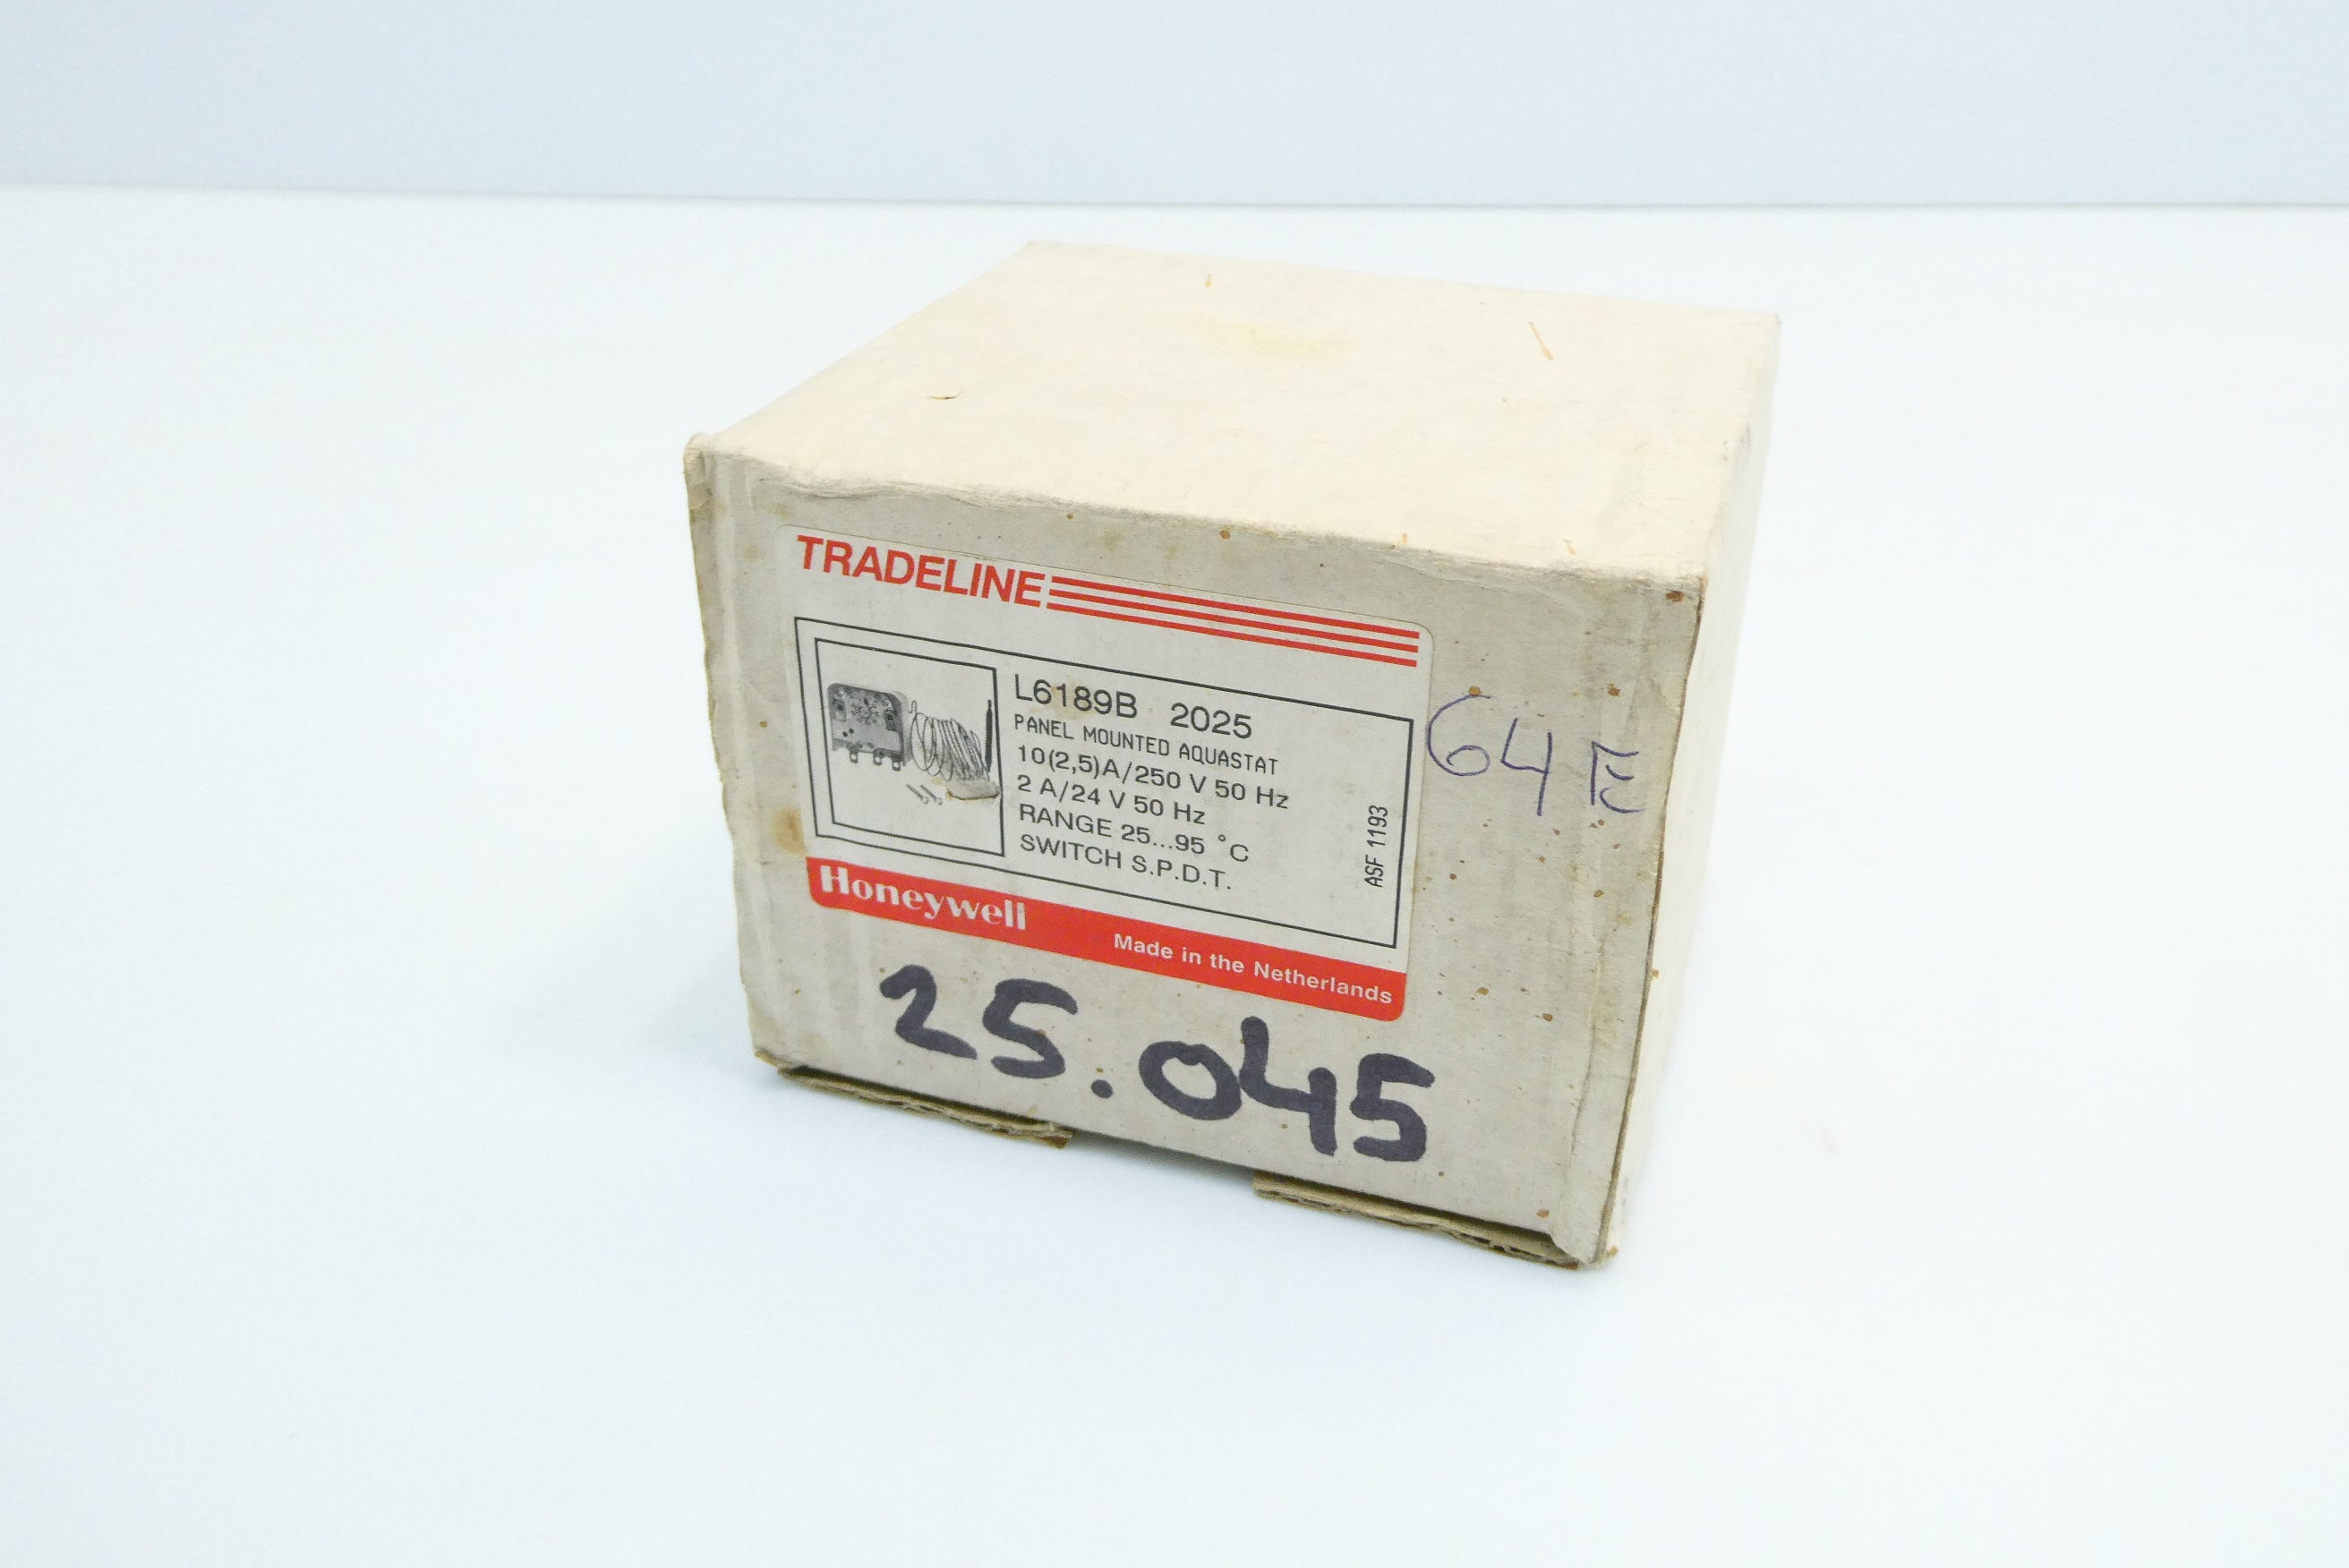 TRADELINE
L6189B 2025
PANEL MOUNTED AQUASTAT
10(2,5)A/250 V 50 Hz
2 A/24 V 50 Hz
RANGE 25...95 °C
SWITCH S.P.D.T.
ASF 1193
Honeywell
Made in the Netherlands
64 E
25.045